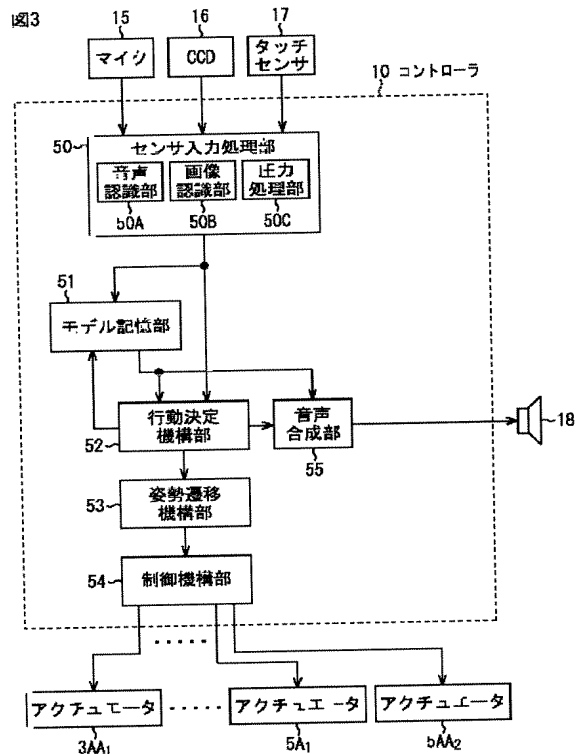 図3
15
16
17
マイク
CCD
タッチ
センサ
10 コントローラ
50
センサ入力処理部
音声
認識部
画像
認識部
圧力
処理部
50A
50B
50C
51
モデル記憶部
行動決定
機構部
52
音声
合成部
55
18
姿勢遷移
機構部
53
制御機構部
54
.....
アクチュエータ
.....
アクチュエータ
アクチュエータ
3AA₁
5A₁
5AA₂